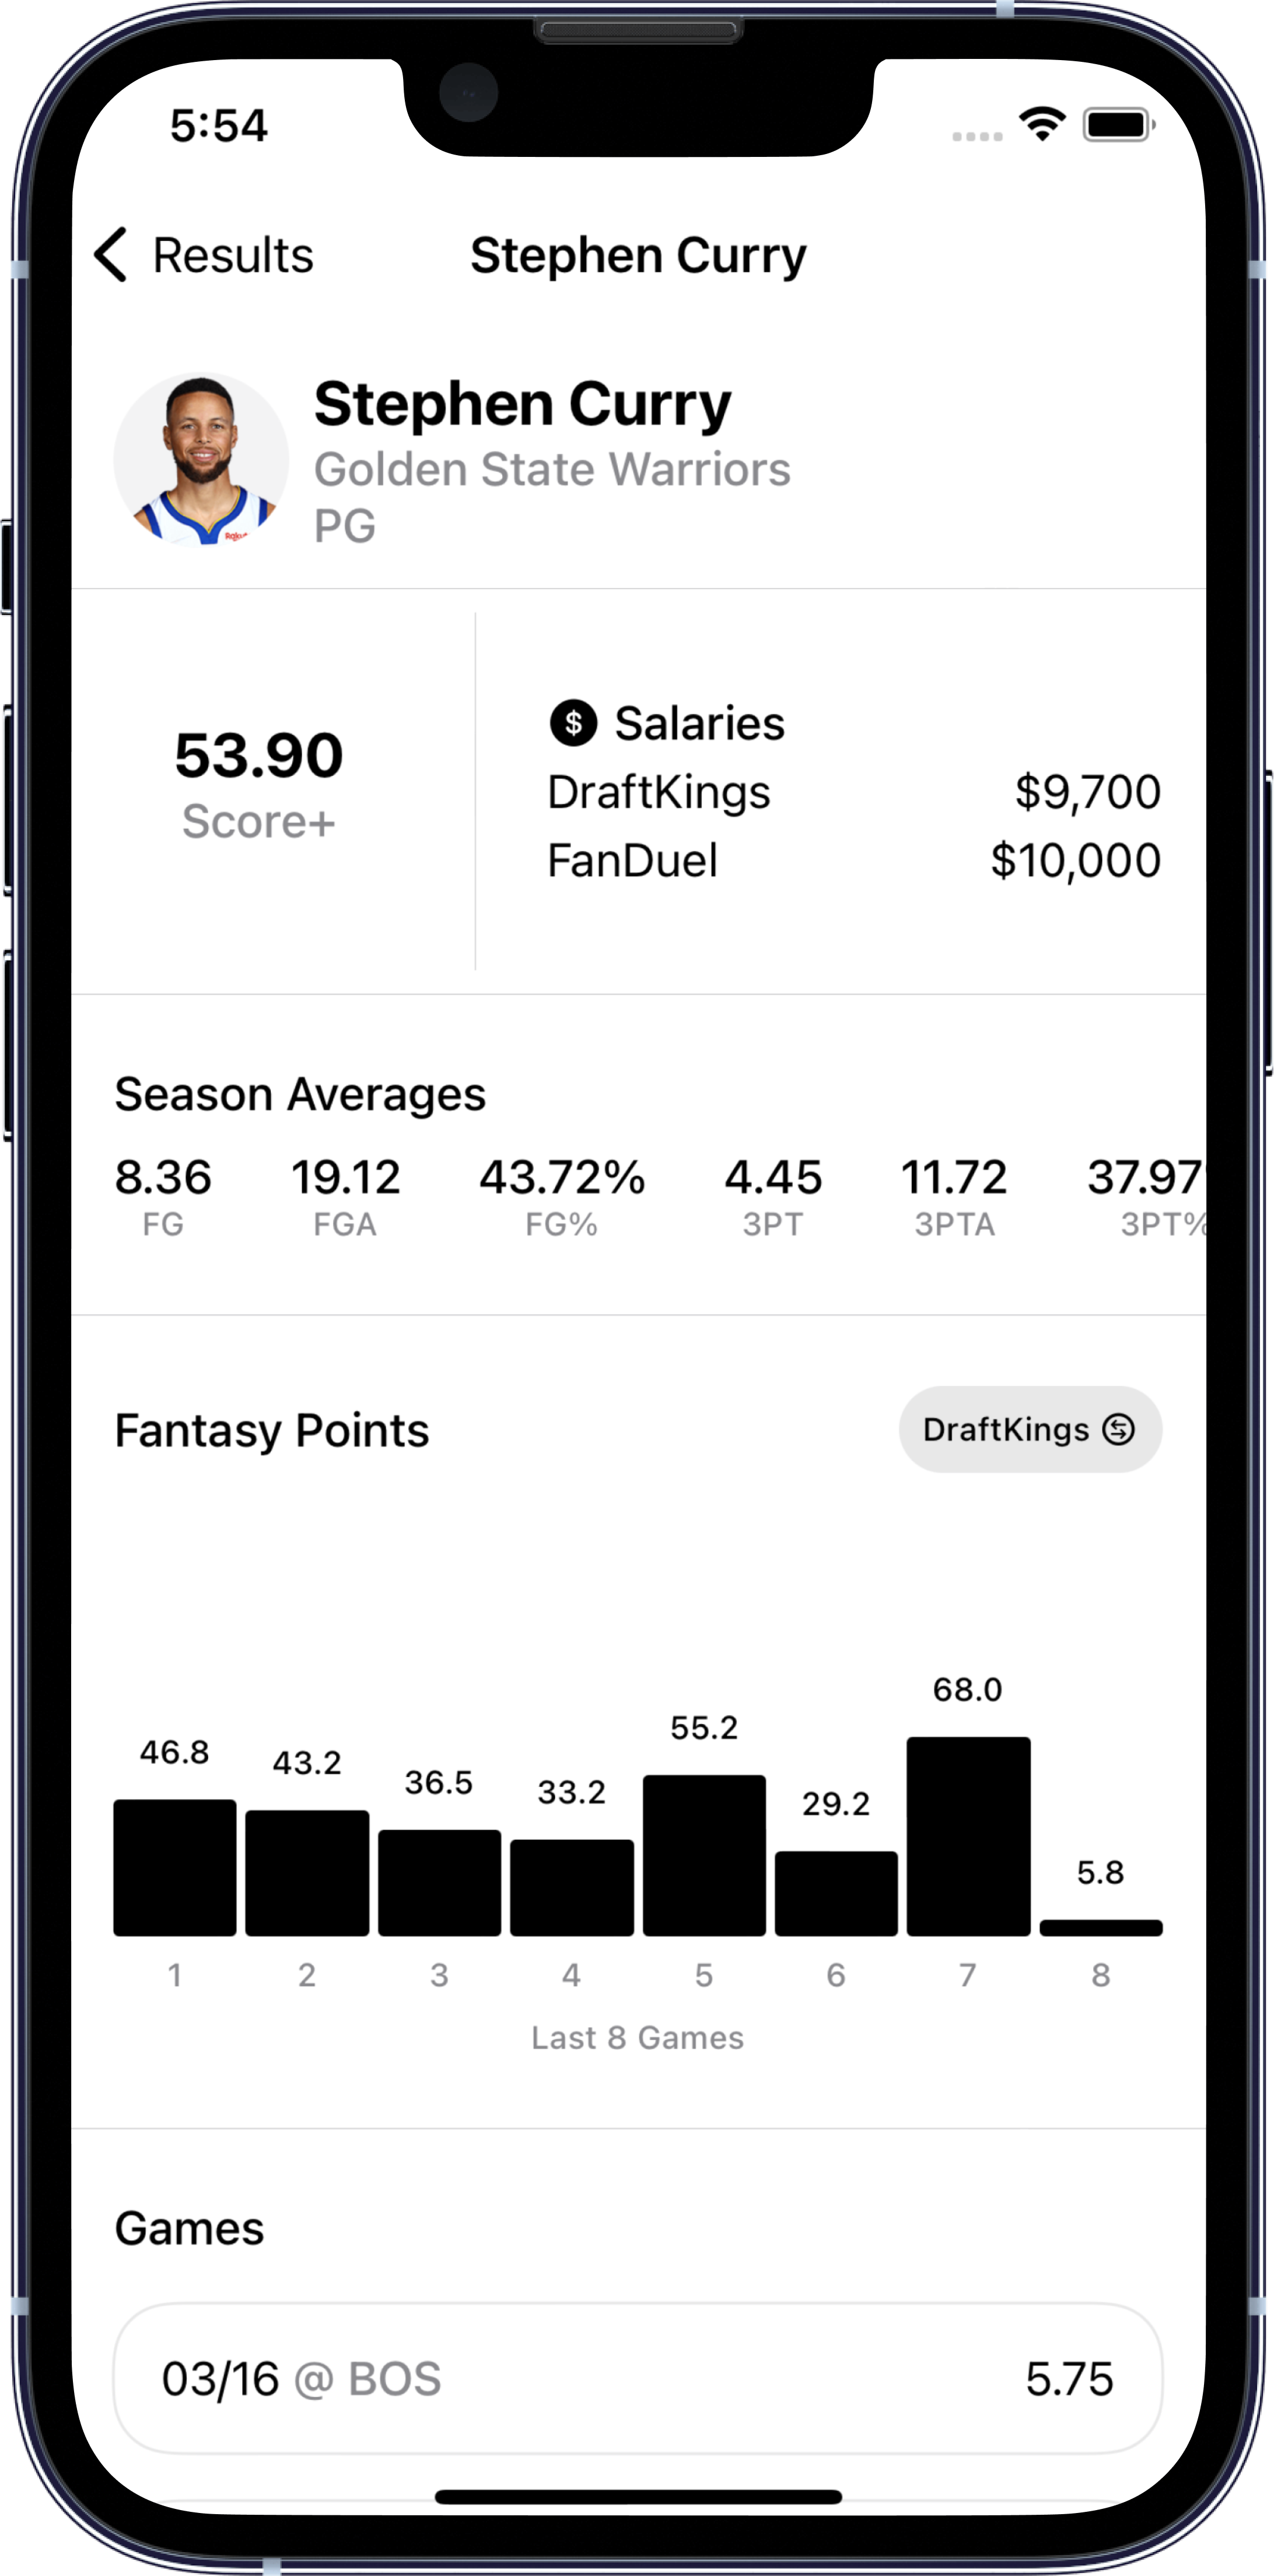 5:54
Results
Stephen Curry
Stephen Curry
Golden State Warriors
PG
53.90
Score+
$ Salaries
DraftKings $9,700
FanDuel $10,000
Season Averages
8.36 19.12 43.72% 4.45 11.72 37.97
FG FGA FG% 3PT 3PTA 3PT%
Fantasy Points
DraftKings
46.8 43.2 36.5 33.2 55.2 29.2 68.0 5.8
1 2 3 4 5 6 7 8
Last 8 Games
Games
03/16 @ BOS 5.75